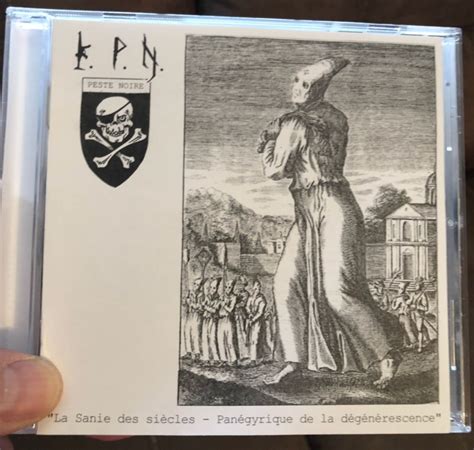 K. P. N.
PESTE NOIRE
"La Sanie des siècles - Panégyrique de la dégénérescence"